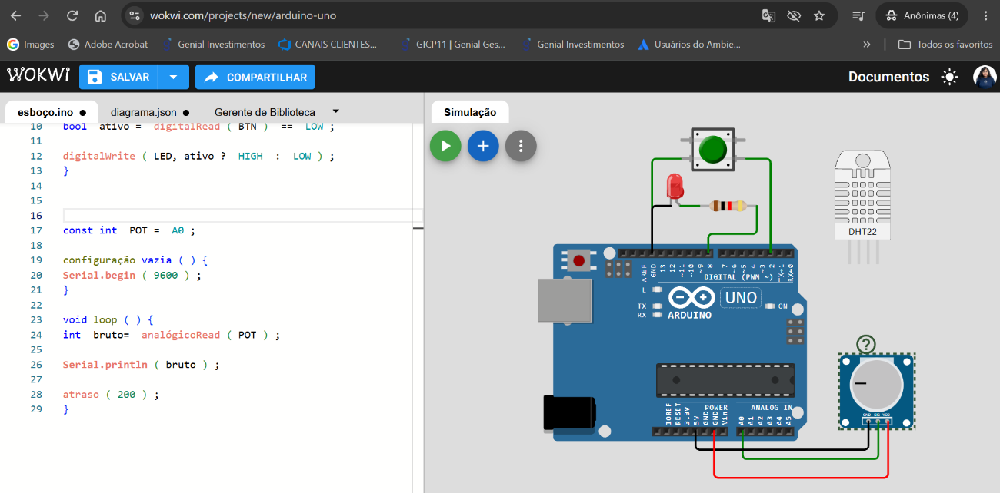 wokwi.com/projects/new/arduino-uno
Anônimas (4)
Images
Adobe Acrobat
Genial Investimentos
CANAIS CLIENTES...
GICP11 | Genial Ges...
Genial Investimentos
Usuários do Ambie...
»
Todos os favoritos
WOKWI
SALVAR
COMPARTILHAR
Documentos
esboço.ino ●
diagrama.json ●
Gerente de Biblioteca
Simulação
10 bool ativo = digitalRead ( BTN ) == LOW ;
11
12 digitalWrite ( LED, ativo ? HIGH : LOW ) ;
13 }
14
15
16
17 const int POT = A0 ;
18
19 configuração vazia ( ) {
20 Serial.begin ( 9600 ) ;
21 }
22
23 void loop ( ) {
24 int bruto= analógicoRead ( POT ) ;
25
26 Serial.println ( bruto ) ;
27
28 atraso ( 200 ) ;
29 }
DHT22
AREF
GND
13
12
~11
~10
~9
8
7
~6
~5
4
~3
2
TX→1
RX←0
DIGITAL (PWM ~)
L
TX
RX
ARDUINO
UNO
ON
?
IOREF
RESET
3.3V
5V
GND
GND
Vin
POWER
ANALOG IN
A0
A1
A2
A3
A4
A5
GND SIG VCC